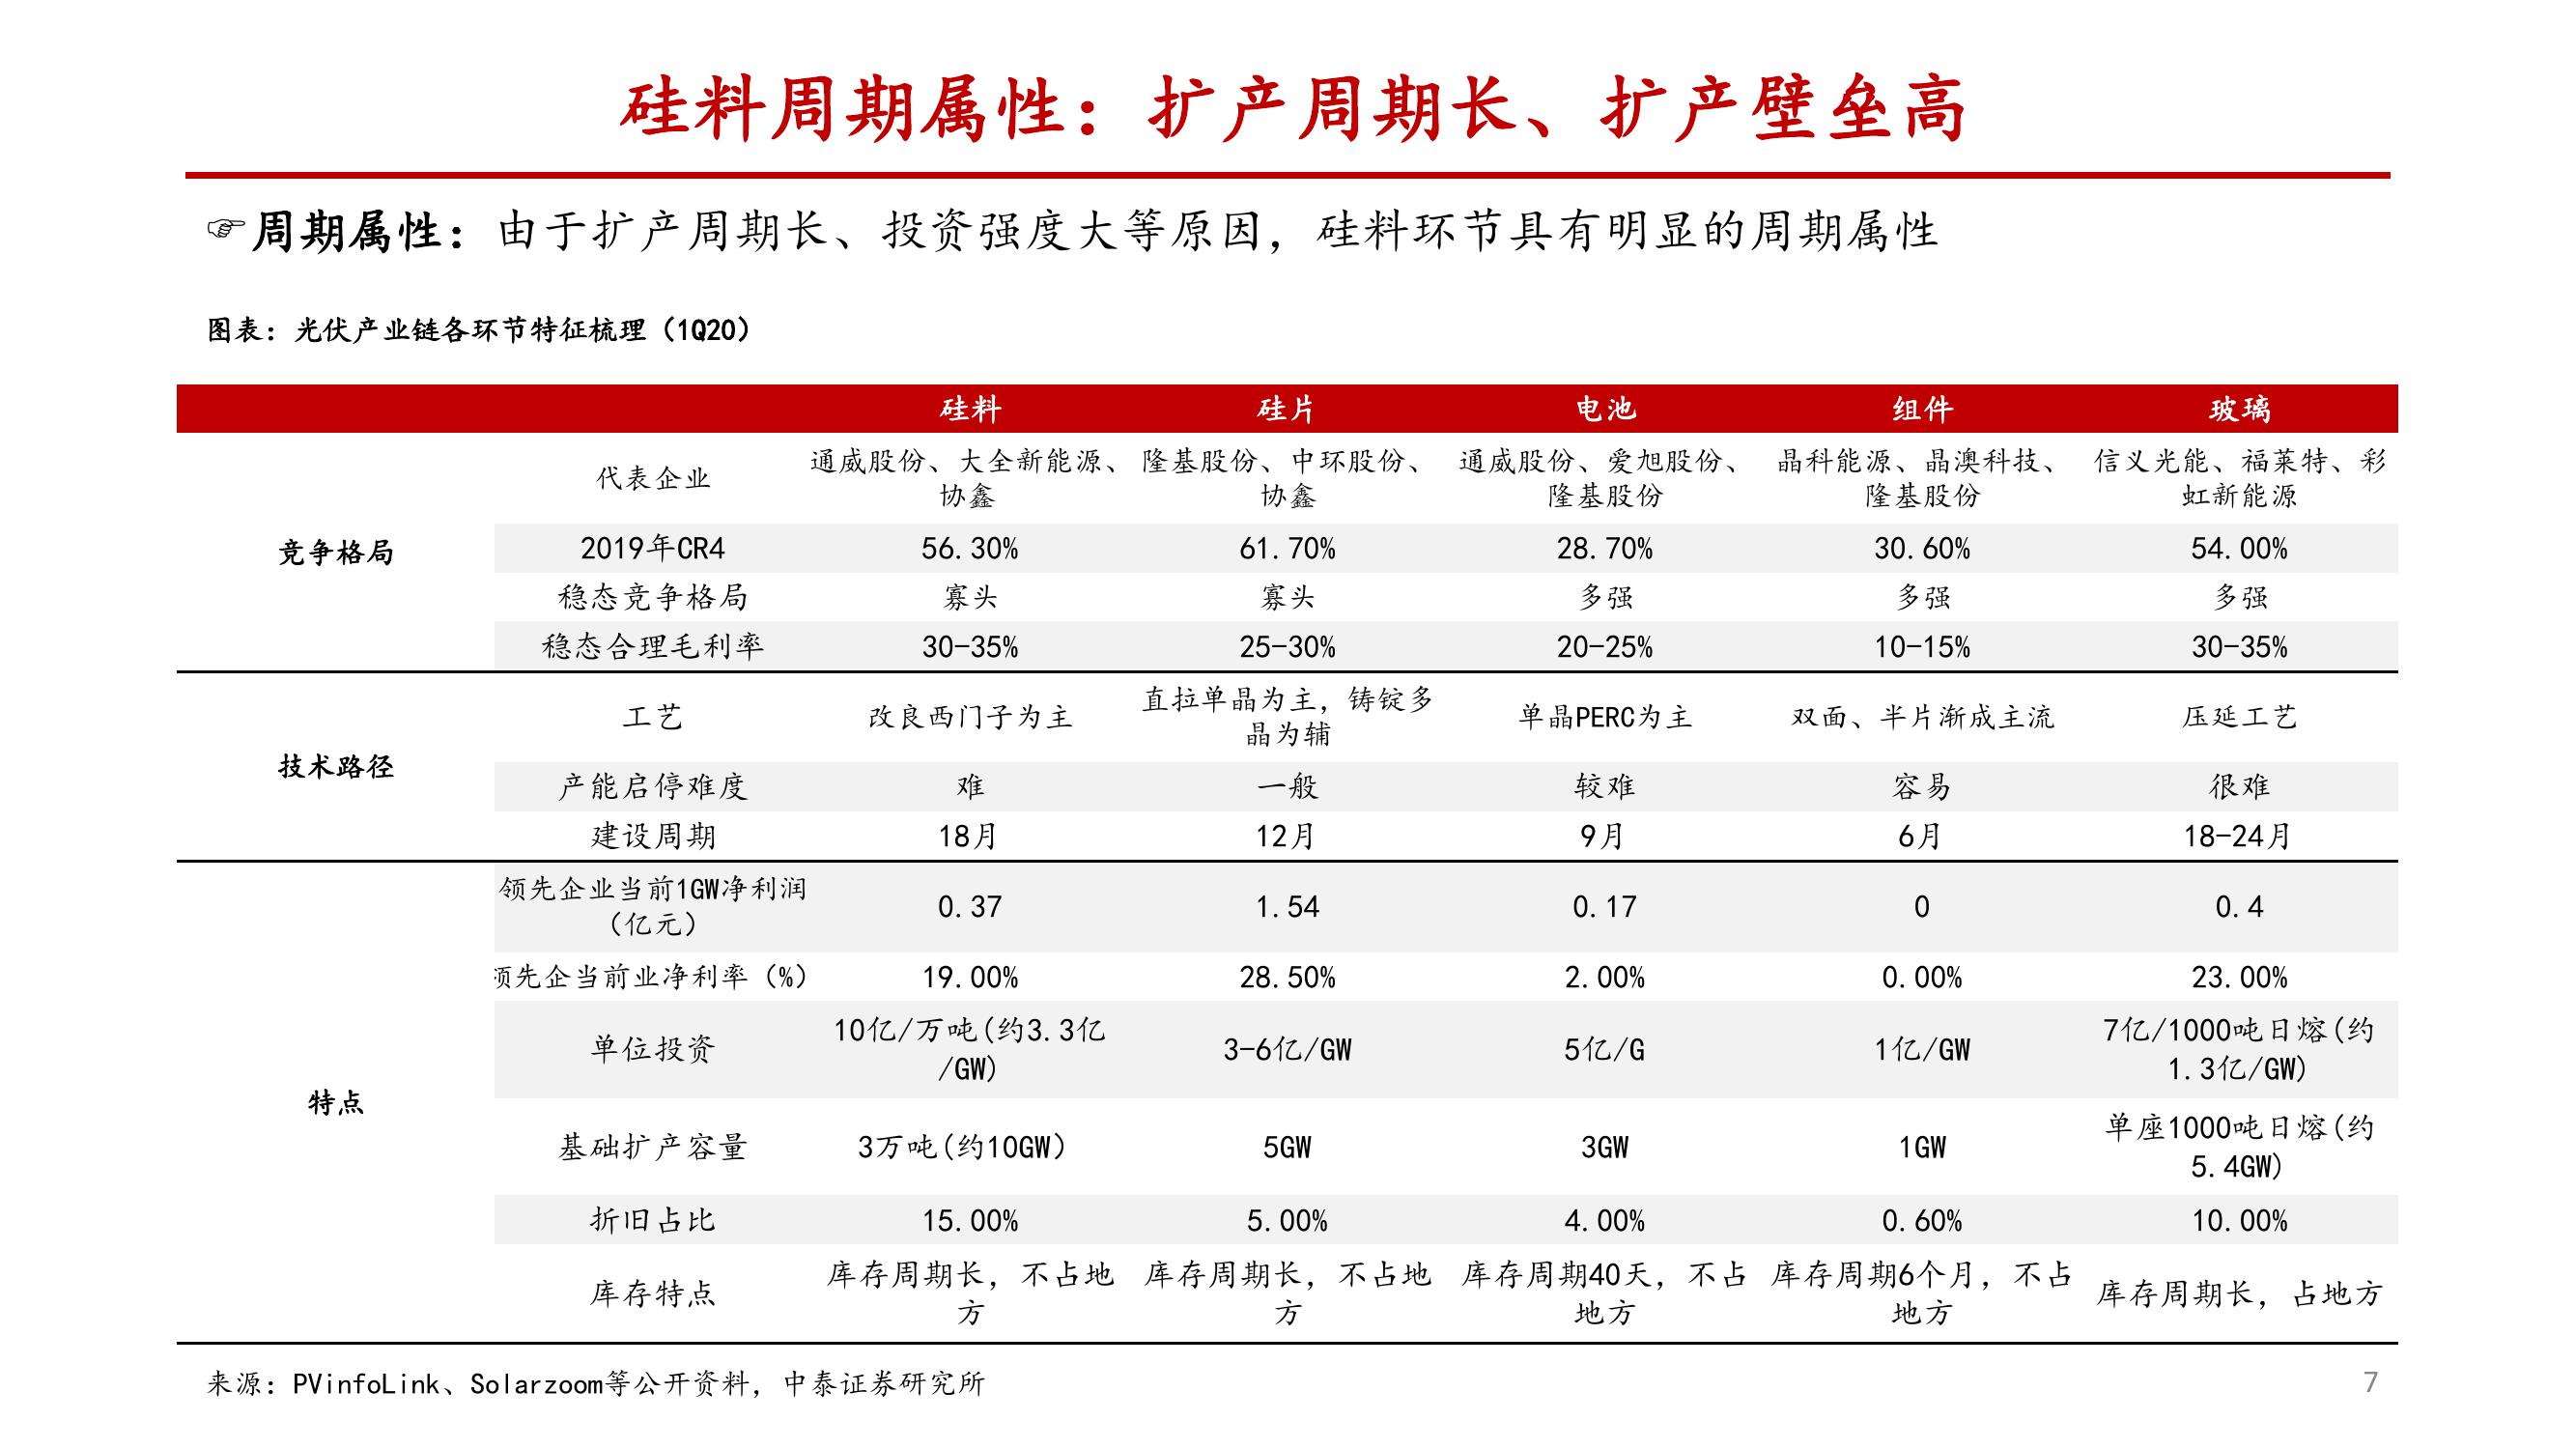 硅料周期属性：扩产周期长、扩产壁垒高
☞周期属性：由于扩产周期长、投资强度大等原因，硅料环节具有明显的周期属性
图表：光伏产业链各环节特征梳理（1Q20）
硅料 硅片 电池 组件 玻璃
竞争格局
代表企业 通威股份、大全新能源、协鑫 隆基股份、中环股份、协鑫 通威股份、爱旭股份、隆基股份 晶科能源、晶澳科技、隆基股份 信义光能、福莱特、彩虹新能源
2019年CR4 56.30% 61.70% 28.70% 30.60% 54.00%
稳态竞争格局 寡头 寡头 多强 多强 多强
稳态合理毛利率 30-35% 25-30% 20-25% 10-15% 30-35%
技术路径
工艺 改良西门子为主 直拉单晶为主，铸锭多晶为辅 单晶PERC为主 双面、半片渐成主流 压延工艺
产能启停难度 难 一般 较难 容易 很难
建设周期 18月 12月 9月 6月 18-24月
特点
领先企业当前1GW净利润（亿元） 0.37 1.54 0.17 0 0.4
领先企当前业净利率（%） 19.00% 28.50% 2.00% 0.00% 23.00%
单位投资 10亿/万吨(约3.3亿/GW) 3-6亿/GW 5亿/G 1亿/GW 7亿/1000吨日熔(约1.3亿/GW)
基础扩产容量 3万吨(约10GW) 5GW 3GW 1GW 单座1000吨日熔(约5.4GW)
折旧占比 15.00% 5.00% 4.00% 0.60% 10.00%
库存特点 库存周期长，不占地方 库存周期长，不占地方 库存周期40天，不占地方 库存周期6个月，不占地方 库存周期长，占地方
来源：PVinfoLink、Solarzoom等公开资料，中泰证券研究所
7